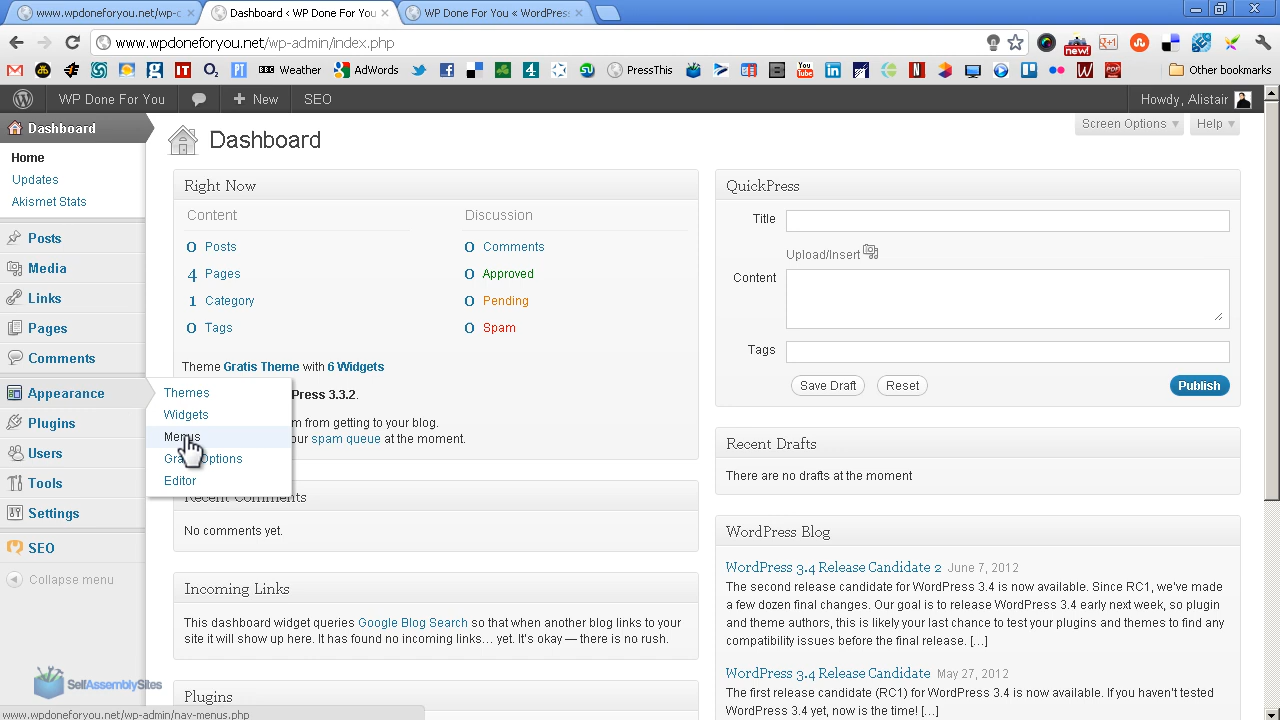 www.wpdoneforyou.net/wp-c
Dashboard ‹ WP Done For You
WP Done For You « WordPress
www.wpdoneforyou.net/wp-admin/index.php
new!
Weather
AdWords
PressThis
Other bookmarks
WP Done For You
New
SEO
Howdy, Alistair
Dashboard
Home
Updates
Akismet Stats
Posts
Media
Links
Pages
Comments
Appearance
Plugins
Users
Tools
Settings
SEO
Collapse menu
Themes
Widgets
Menus
Options
Editor
Dashboard
Screen Options
Help
Right Now
Content
Discussion
0 Posts
0 Comments
4 Pages
0 Approved
1 Category
0 Pending
0 Tags
0 Spam
Theme Gratis Theme with 6 Widgets
Press 3.3.2.
m from getting to your blog.
our spam queue at the moment.
Recent Comments
No comments yet.
Incoming Links
This dashboard widget queries Google Blog Search so that when another blog links to your
site it will show up here. It has found no incoming links… yet. It's okay — there is no rush.
Plugins
QuickPress
Title
Upload/Insert
Content
Tags
Save Draft
Reset
Publish
Recent Drafts
There are no drafts at the moment
WordPress Blog
WordPress 3.4 Release Candidate 2 June 7, 2012
The second release candidate for WordPress 3.4 is now available. Since RC1, we've made
a few dozen final changes. Our goal is to release WordPress 3.4 early next week, so plugin
and theme authors, this is likely your last chance to test your plugins and themes to find any
compatibility issues before the final release. […]
WordPress 3.4 Release Candidate May 27, 2012
The first release candidate (RC1) for WordPress 3.4 is now available. If you haven't tested
WordPress 3.4 yet, now is the time! […]
SelfAssemblySites
www.wpdoneforyou.net/wp-admin/nav-menus.php